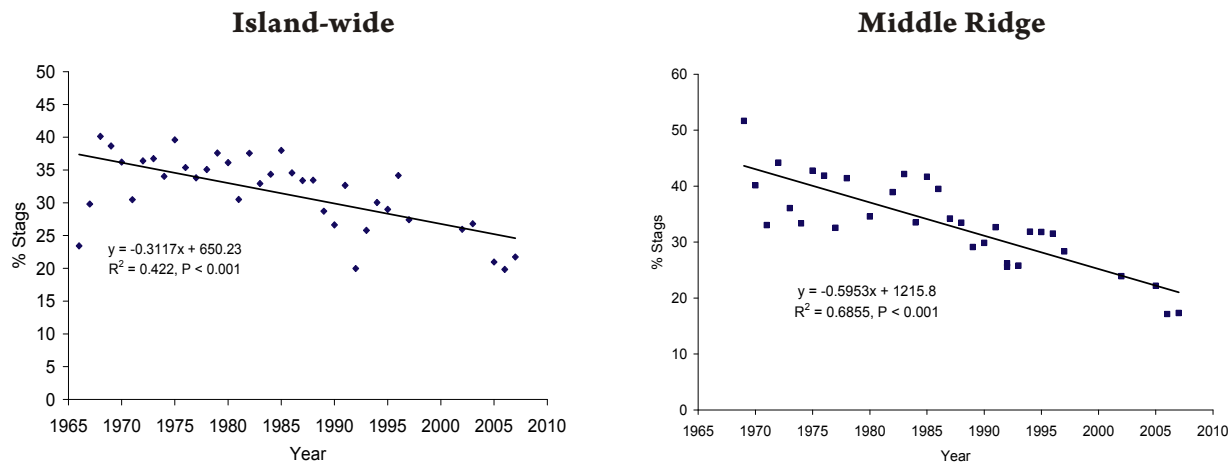 Island-wide
50
45
40
35
30
25
20
15
10
5
0
% Stags
y = -0.3117x + 650.23
R² = 0.422, P < 0.001
1965 1970 1975 1980 1985 1990 1995 2000 2005 2010
Year
Middle Ridge
60
50
40
30
20
10
0
% Stags
y = -0.5953x + 1215.8
R² = 0.6855, P < 0.001
1965 1970 1975 1980 1985 1990 1995 2000 2005 2010
Year